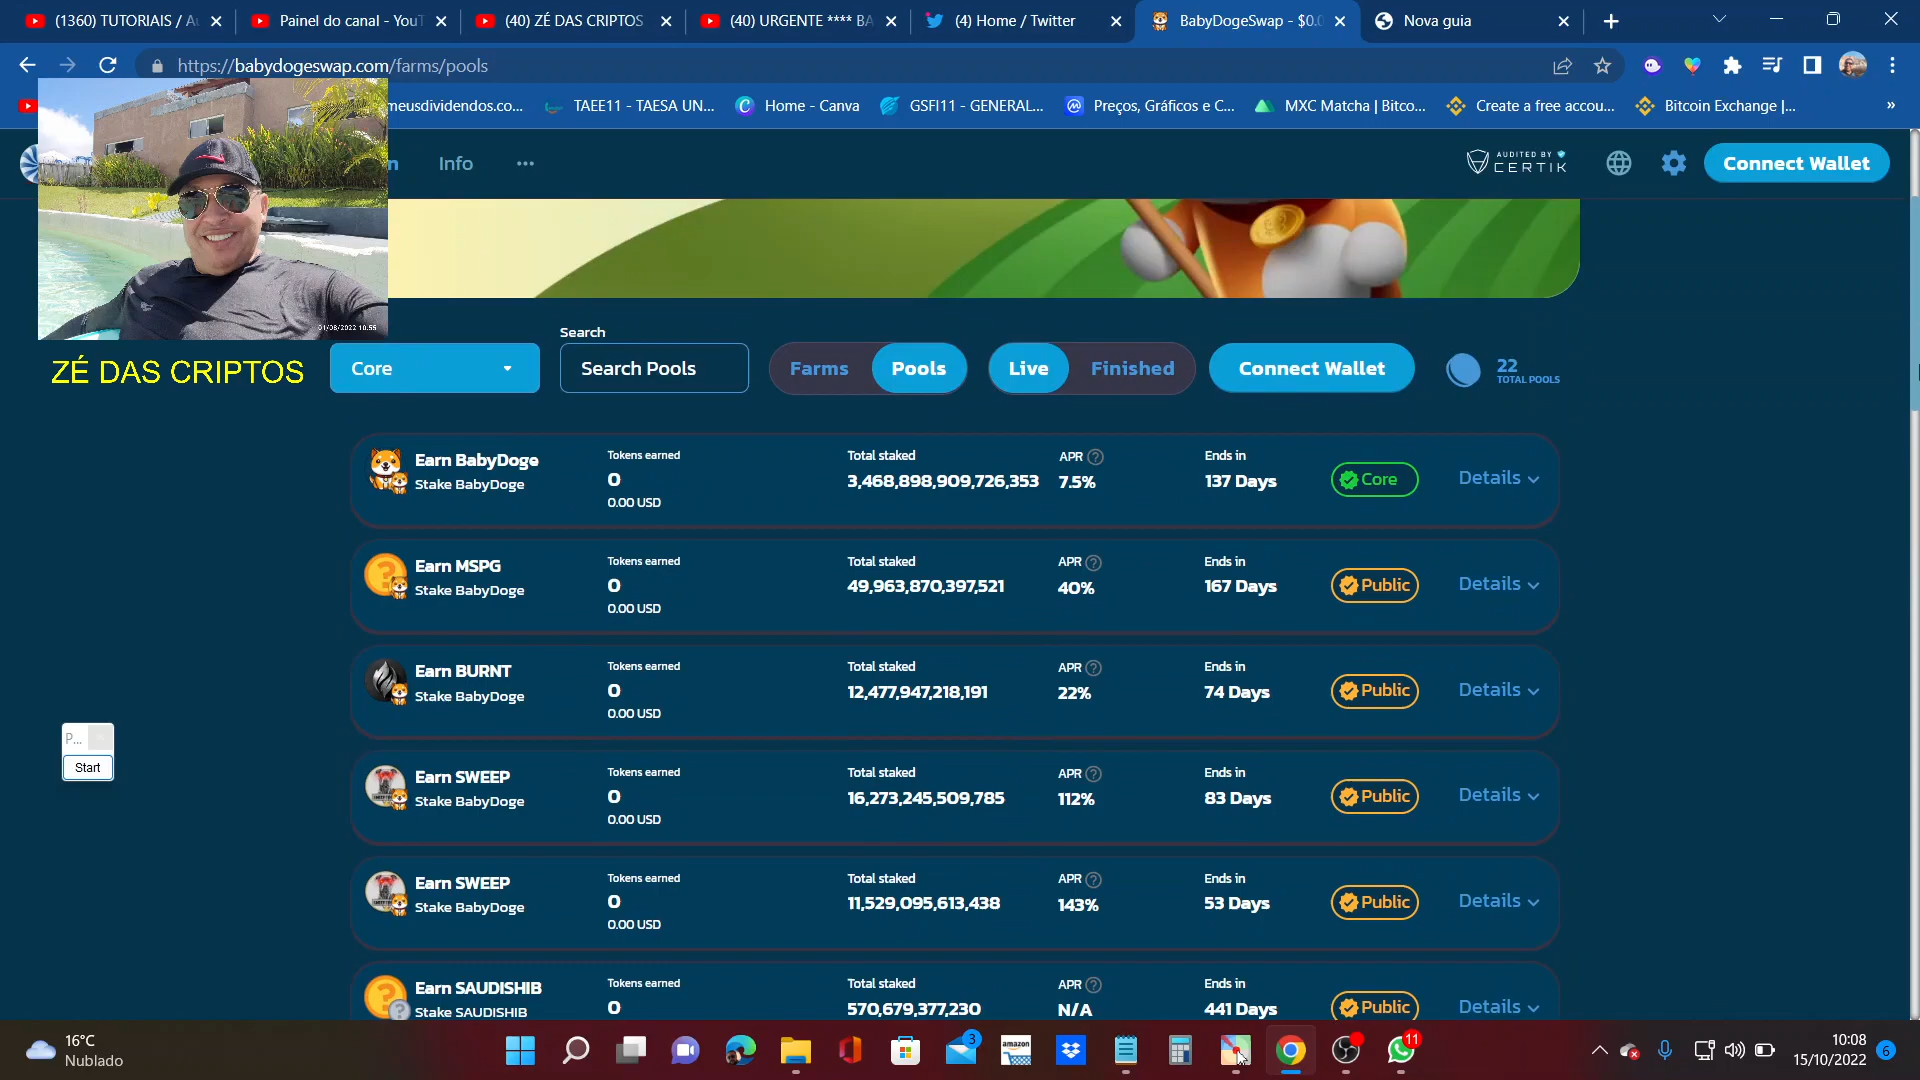 (1360) TUTORIAIS / A
Painel do canal - YouT
(40) ZÉ DAS CRIPTOS
(40) URGENTE **** BA
(4) Home / Twitter
BabyDogeSwap - $0.0
Nova guia
https://babydogeswap.com/farms/pools
meusdividendos.co...
TAEE11 - TAESA UN...
Home - Canva
GSFI11 - GENERAL...
Preços, Gráficos e C...
MXC Matcha | Bitco...
Create a free accou...
Bitcoin Exchange |...
»
n
Info
AUDITED BY
CERTIK
Connect Wallet
01/08/2022 10:55
ZÉ DAS CRIPTOS
Core
Search
Search Pools
Farms
Pools
Live
Finished
Connect Wallet
22
TOTAL POOLS
Earn BabyDoge
Stake BabyDoge
Tokens earned
0
0.00 USD
Total staked
3,468,898,909,726,353
APR
7.5%
Ends in
137 Days
Core
Details
Earn MSPG
Stake BabyDoge
Tokens earned
0
0.00 USD
Total staked
49,963,870,397,521
APR
40%
Ends in
167 Days
Public
Details
Earn BURNT
Stake BabyDoge
Tokens earned
0
0.00 USD
Total staked
12,477,947,218,191
APR
22%
Ends in
74 Days
Public
Details
P...
Start
Earn SWEEP
Stake BabyDoge
Tokens earned
0
0.00 USD
Total staked
16,273,245,509,785
APR
112%
Ends in
83 Days
Public
Details
Earn SWEEP
Stake BabyDoge
Tokens earned
0
0.00 USD
Total staked
11,529,095,613,438
APR
143%
Ends in
53 Days
Public
Details
Earn SAUDISHIB
Stake SAUDISHIB
Tokens earned
0
Total staked
570,679,377,230
APR
N/A
Ends in
441 Days
Public
Details
16°C
Nublado
3
amazon
11
10:08
15/10/2022
6